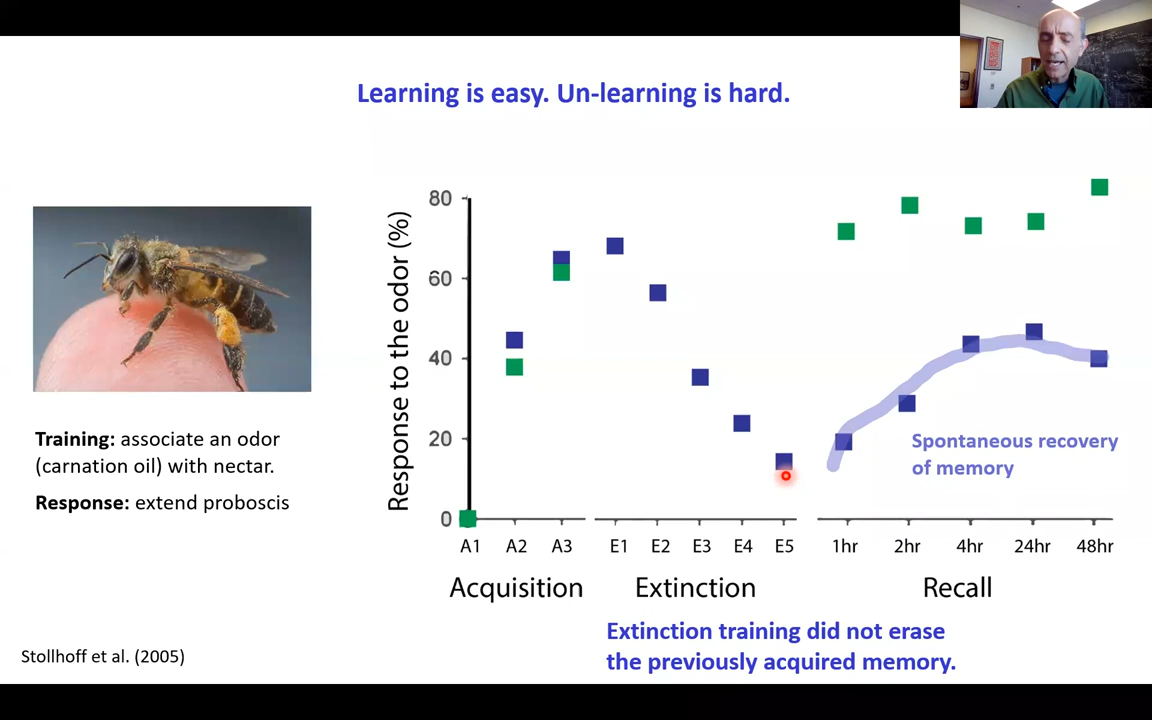 Learning is easy. Un-learning is hard.
Training: associate an odor
(carnation oil) with nectar.
Response: extend proboscis
Stollhoff et al. (2005)
Response to the odor (%)
80
60
40
20
0
A1 A2 A3 E1 E2 E3 E4 E5 1hr 2hr 4hr 24hr 48hr
Acquisition Extinction Recall
Spontaneous recovery
of memory
Extinction training did not erase
the previously acquired memory.